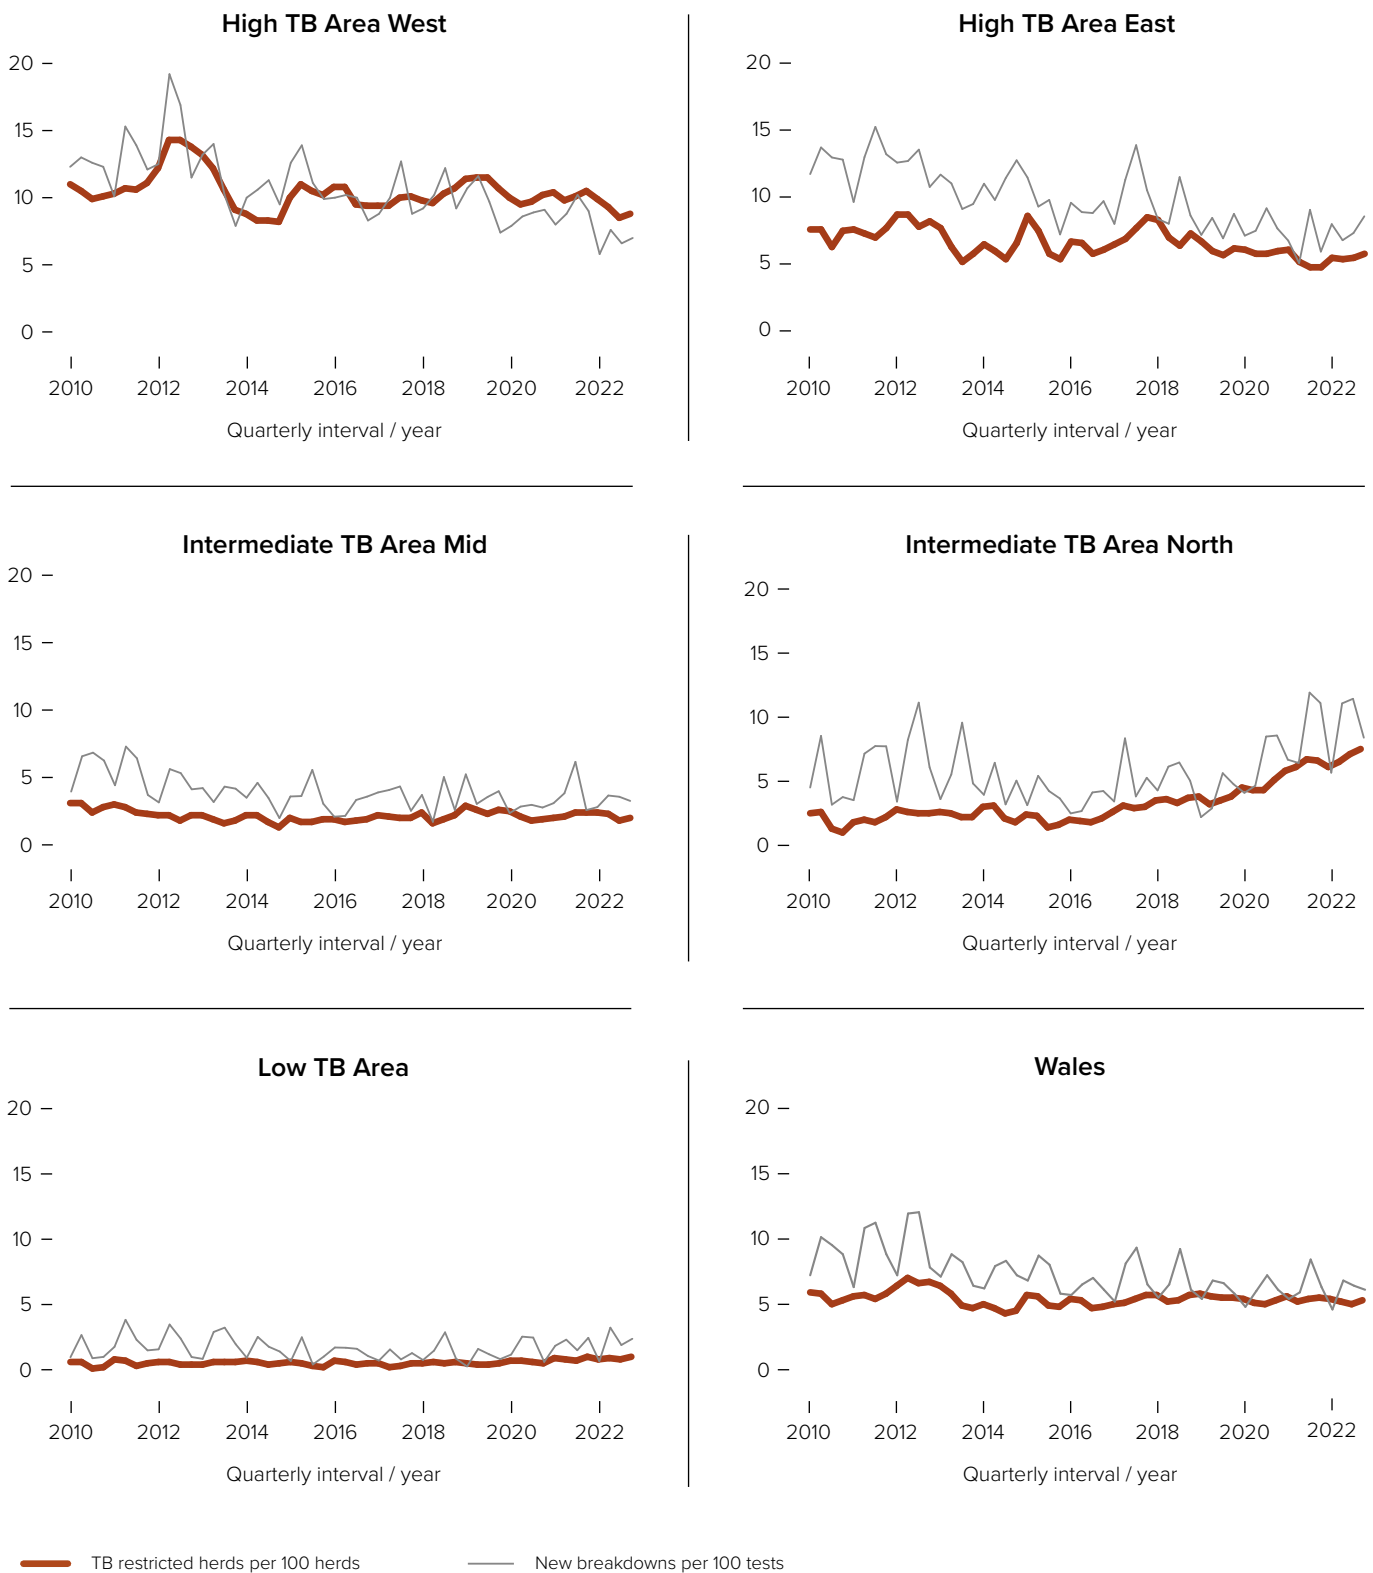 High TB Area West
20
15
10
5
0
2010 2012 2014 2016 2018 2020 2022
Quarterly interval / year
High TB Area East
20
15
10
5
0
2010 2012 2014 2016 2018 2020 2022
Quarterly interval / year
Intermediate TB Area Mid
20
15
10
5
0
2010 2012 2014 2016 2018 2020 2022
Quarterly interval / year
Intermediate TB Area North
20
15
10
5
0
2010 2012 2014 2016 2018 2020 2022
Quarterly interval / year
Low TB Area
20
15
10
5
0
2010 2012 2014 2016 2018 2020 2022
Quarterly interval / year
Wales
20
15
10
5
0
2010 2012 2014 2016 2018 2020 2022
Quarterly interval / year
TB restricted herds per 100 herds
New breakdowns per 100 tests